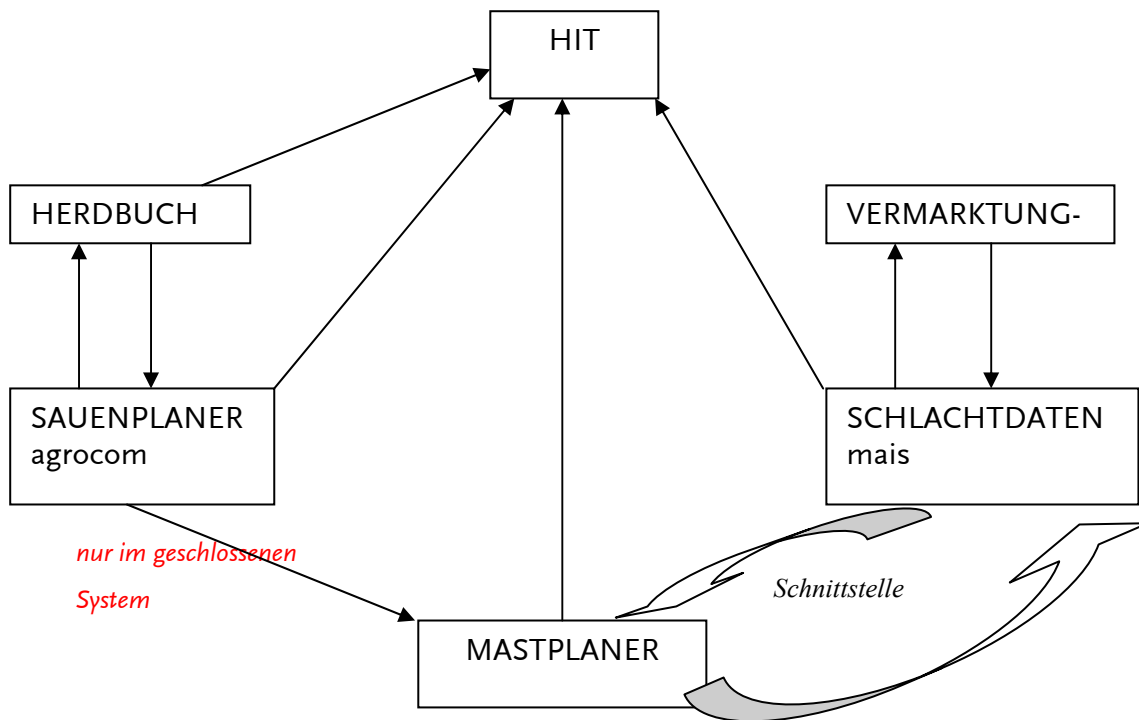 HIT
HERDBUCH
VERMARKTUNG-
SAUENPLANER
agrocom
SCHLACHTDATEN
mais
nur im geschlossenen
System
Schnittstelle
MASTPLANER